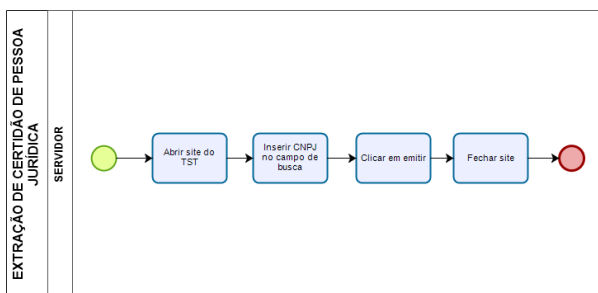 EXTRAÇÃO DE CERTIDÃO DE PESSOA
JURÍDICA
SERVIDOR
Abrir site do
TST
Inserir CNPJ
no campo de
busca
Clicar em emitir
Fechar site